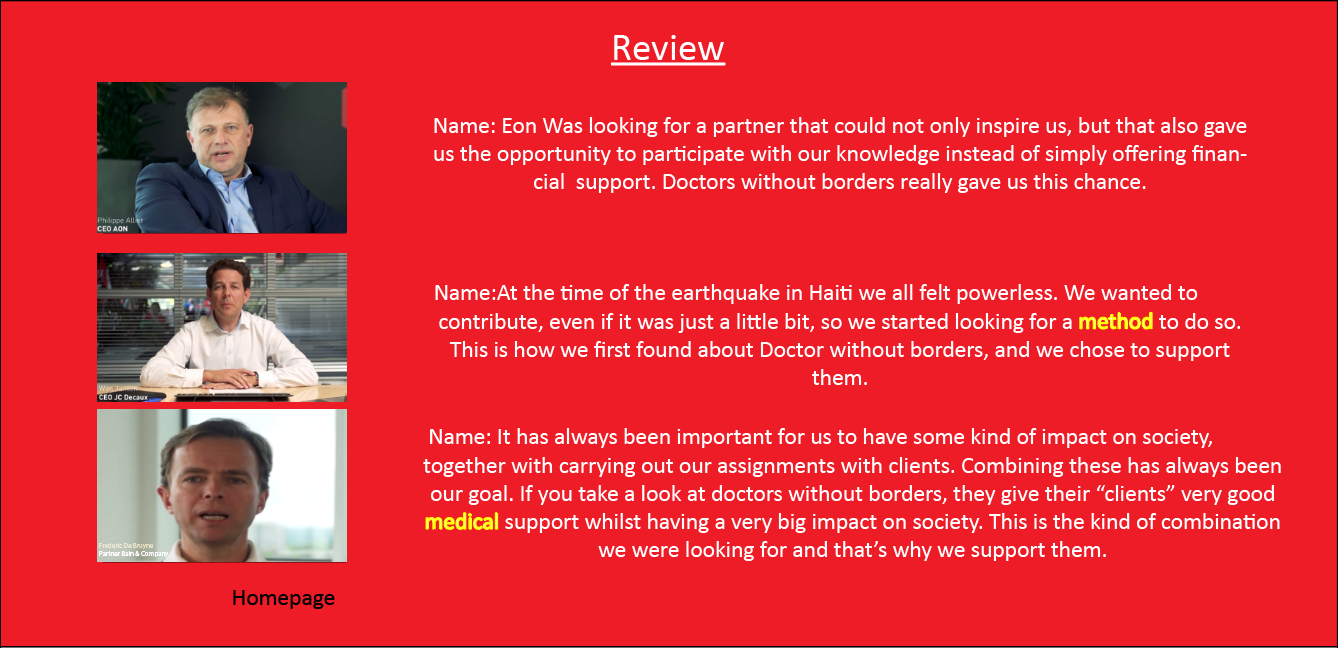 Review
Name: Eon Was looking for a partner that could not only inspire us, but that also gave
us the opportunity to participate with our knowledge instead of simply offering finan-
cial  support. Doctors without borders really gave us this chance.
Philippe Alliet
CEO AON
Name:At the time of the earthquake in Haiti we all felt powerless. We wanted to
contribute, even if it was just a little bit, so we started looking for a method to do so.
This is how we first found about Doctor without borders, and we chose to support
them.
Wim Jansen
CEO JC Decaux
Name: It has always been important for us to have some kind of impact on society,
together with carrying out our assignments with clients. Combining these has always been
our goal. If you take a look at doctors without borders, they give their “clients” very good
medical support whilst having a very big impact on society. This is the kind of combination
we were looking for and that’s why we support them.
Frederic De Bruyne
Partner Bain & Company
Homepage